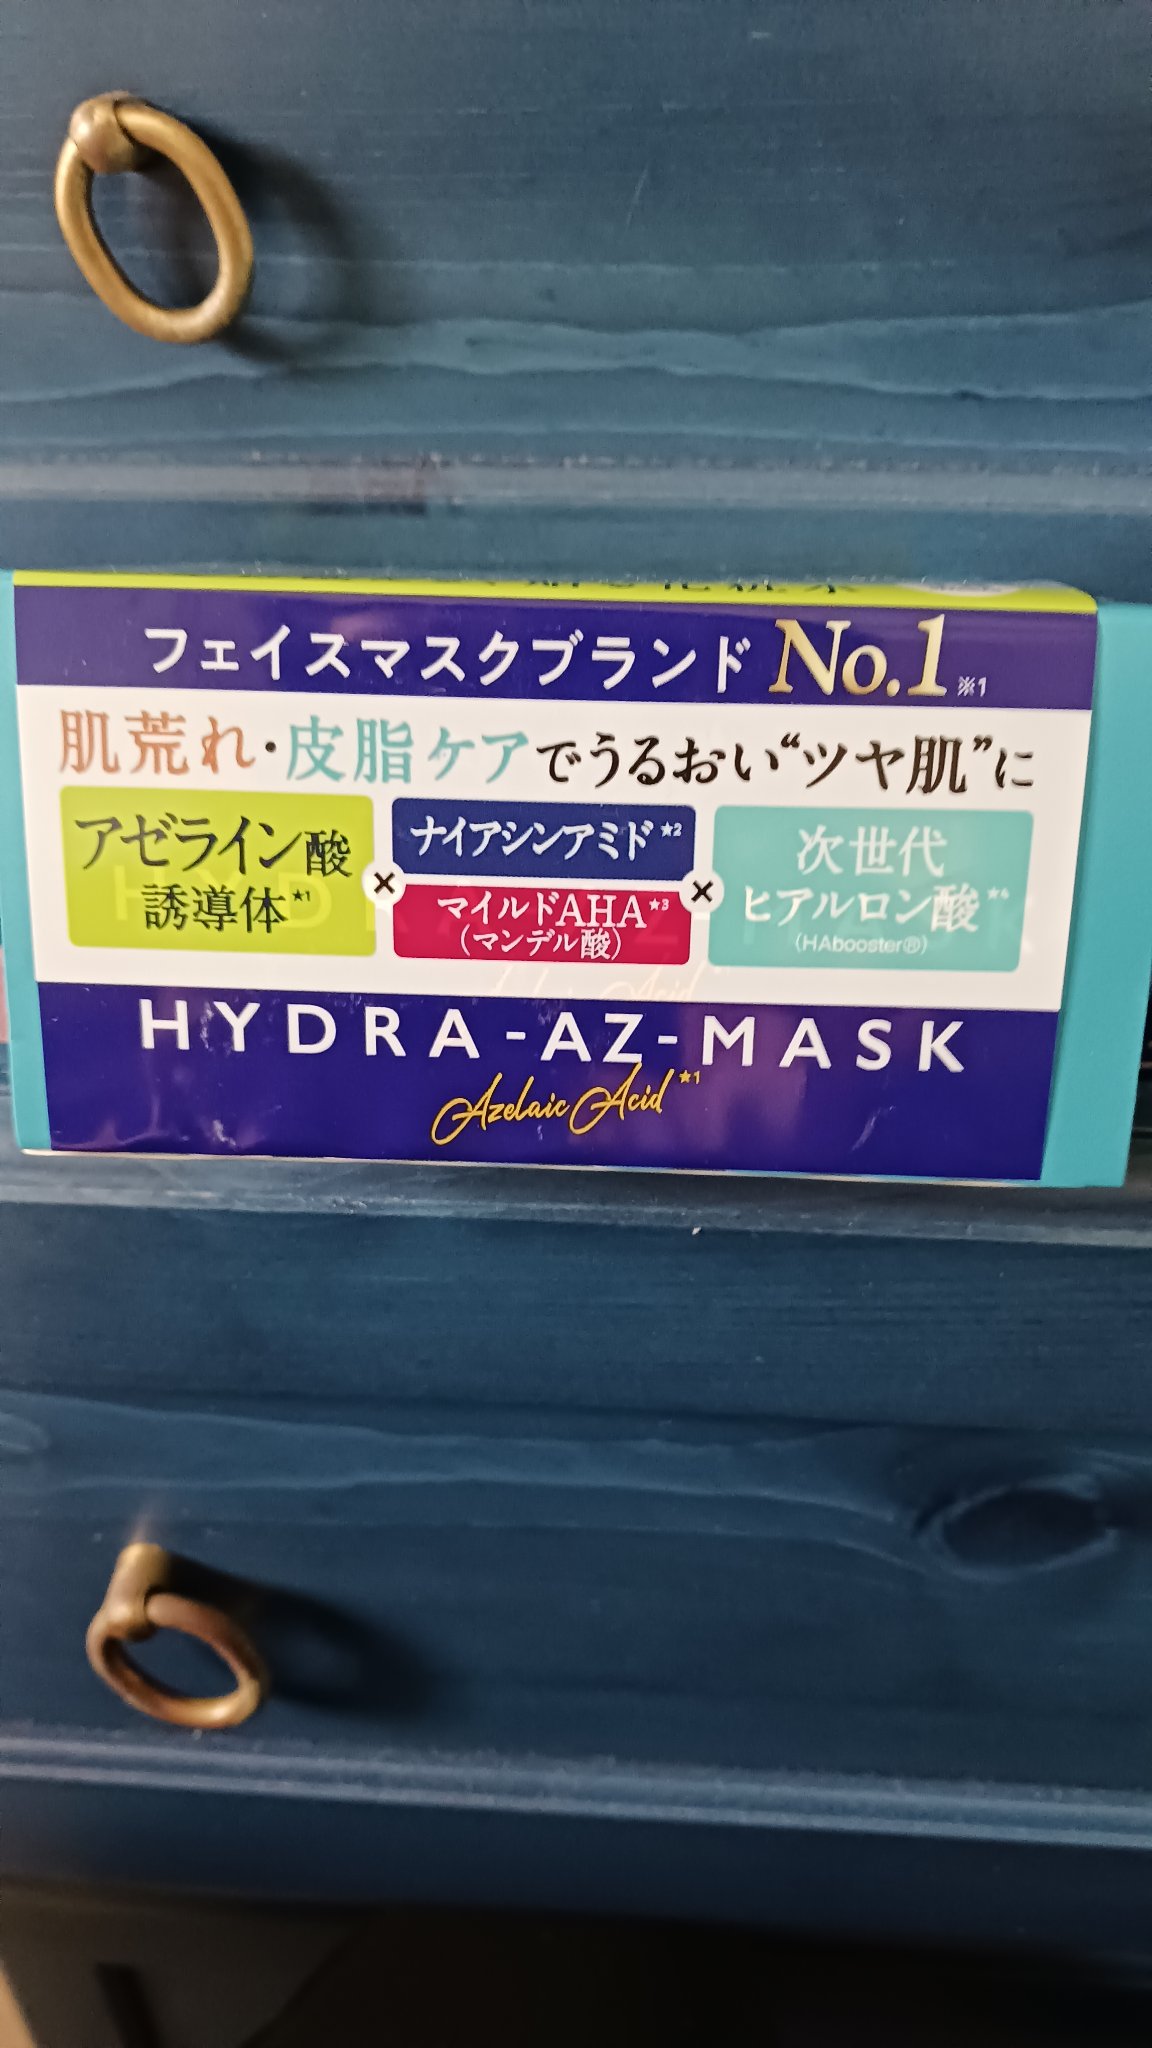 フェイスマスクブランド No.1 ※1
肌荒れ・皮脂ケアでうるおい“ツヤ肌”に
アゼライン酸
誘導体★1
×
ナイアシンアミド★2
マイルドAHA★3
(マンデル酸)
×
次世代
ヒアルロン酸★4
(HAbooster®)
HYDRA-AZ-MASK
Azelaic Acid★1